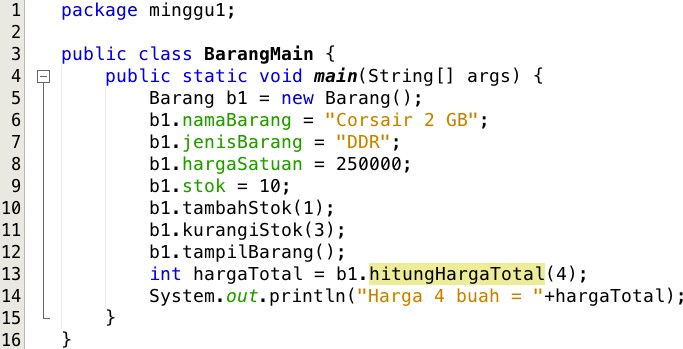 1 package minggu1;
2
3 public class BarangMain {
4 public static void main(String[] args) {
5 Barang b1 = new Barang();
6 b1.namaBarang = "Corsair 2 GB";
7 b1.jenisBarang = "DDR";
8 b1.hargaSatuan = 250000;
9 b1.stok = 10;
10 b1.tambahStok(1);
11 b1.kurangiStok(3);
12 b1.tampilBarang();
13 int hargaTotal = b1.hitungHargaTotal(4);
14 System.out.println("Harga 4 buah = "+hargaTotal);
15 }
16 }